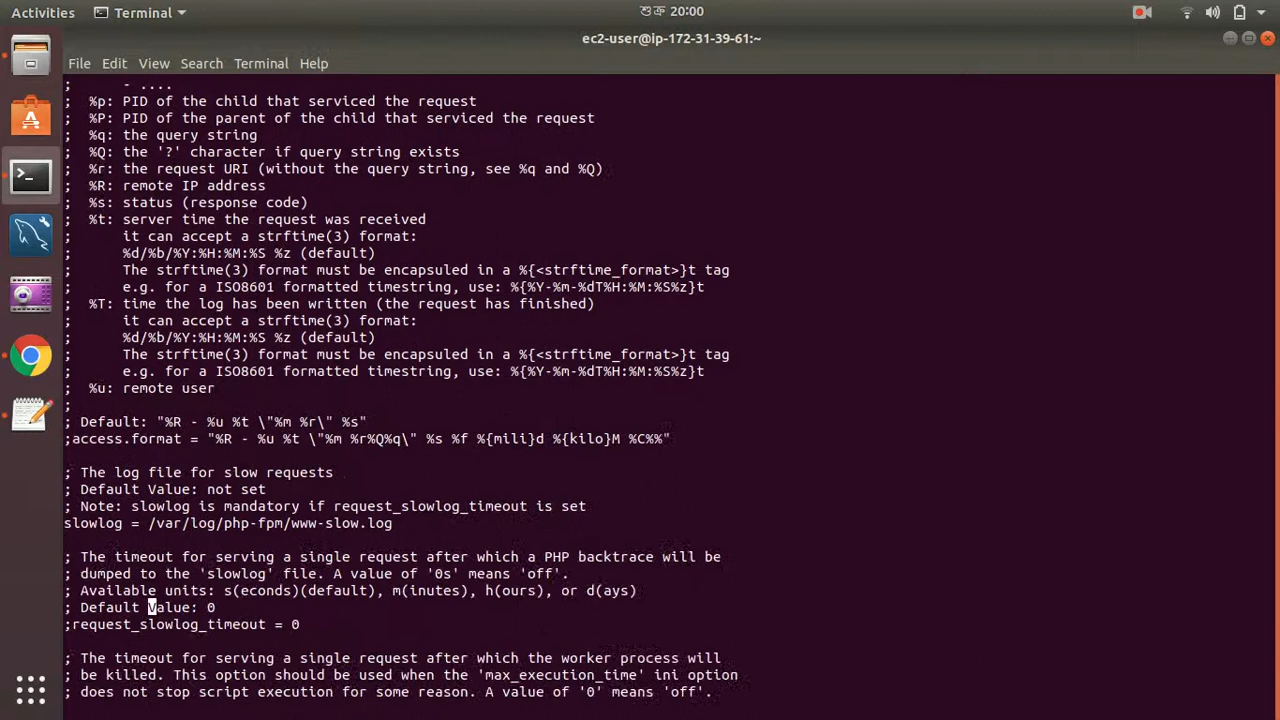 Activities
Terminal
শুক্র 20:00
ec2-user@ip-172-31-39-61:~
File Edit View Search Terminal Help
;      - ....
;  %p: PID of the child that serviced the request
;  %P: PID of the parent of the child that serviced the request
;  %q: the query string
;  %Q: the '?' character if query string exists
;  %r: the request URI (without the query string, see %q and %Q)
;  %R: remote IP address
;  %s: status (response code)
;  %t: server time the request was received
;      it can accept a strftime(3) format:
;      %d/%b/%Y:%H:%M:%S %z (default)
;      The strftime(3) format must be encapsuled in a %{<strftime_format>}t tag
;      e.g. for a ISO8601 formatted timestring, use: %{%Y-%m-%dT%H:%M:%S%z}t
;  %T: time the log has been written (the request has finished)
;      it can accept a strftime(3) format:
;      %d/%b/%Y:%H:%M:%S %z (default)
;      The strftime(3) format must be encapsuled in a %{<strftime_format>}t tag
;      e.g. for a ISO8601 formatted timestring, use: %{%Y-%m-%dT%H:%M:%S%z}t
;  %u: remote user
;
; Default: "%R - %u %t \"%m %r\" %s"
;access.format = "%R - %u %t \"%m %r%Q%q\" %s %f %{mili}d %{kilo}M %C%%"
; The log file for slow requests
; Default Value: not set
; Note: slowlog is mandatory if request_slowlog_timeout is set
slowlog = /var/log/php-fpm/www-slow.log
; The timeout for serving a single request after which a PHP backtrace will be
; dumped to the 'slowlog' file. A value of '0s' means 'off'.
; Available units: s(econds)(default), m(inutes), h(ours), or d(ays)
; Default Value: 0
;request_slowlog_timeout = 0
; The timeout for serving a single request after which the worker process will
; be killed. This option should be used when the 'max_execution_time' ini option
; does not stop script execution for some reason. A value of '0' means 'off'.